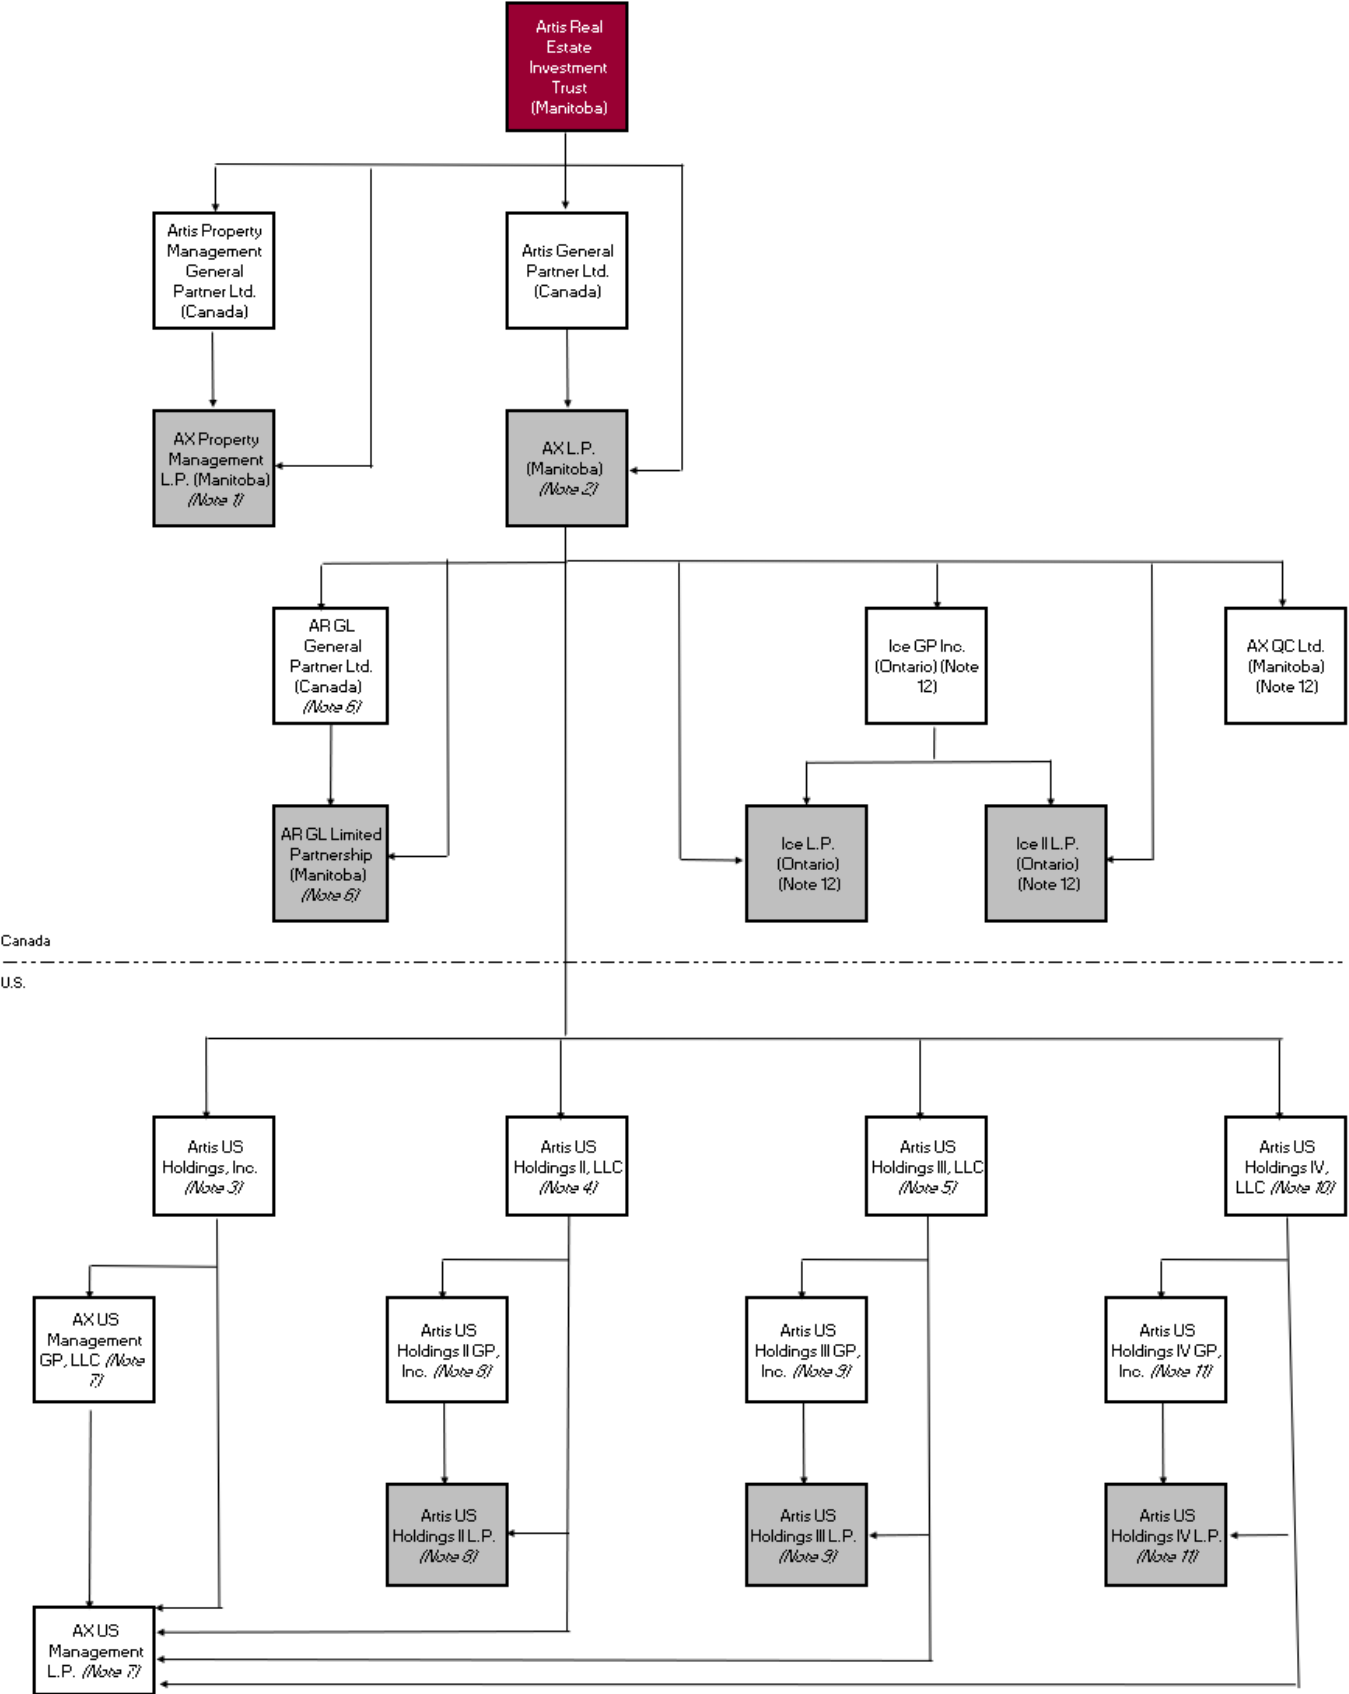 Artis Real
Estate
Investment
Trust
(Manitoba)
Artis Property
Management
General
Partner Ltd.
(Canada)
Artis General
Partner Ltd.
(Canada)
AX Property
Management
L.P. (Manitoba)
(Note 1)
AX L.P.
(Manitoba)
(Note 2)
AR GL
General
Partner Ltd.
(Canada)
(Note 6)
Ice GP Inc.
(Ontario) (Note
12)
AX QC Ltd.
(Manitoba)
(Note 12)
AR GL Limited
Partnership
(Manitoba)
(Note 6)
Ice L.P.
(Ontario)
(Note 12)
Ice II L.P.
(Ontario)
(Note 12)
Canada
U.S.
Artis US
Holdings, Inc.
(Note 3)
Artis US
Holdings II, LLC
(Note 4)
Artis US
Holdings III, LLC
(Note 5)
Artis US
Holdings IV,
LLC (Note 10)
AX US
Management
GP, LLC (Note
7)
Artis US
Holdings II GP,
Inc. (Note 8)
Artis US
Holdings III GP,
Inc. (Note 9)
Artis US
Holdings IV GP,
Inc. (Note 11)
Artis US
Holdings II L.P.
(Note 8)
Artis US
Holdings III L.P.
(Note 9)
Artis US
Holdings IV L.P.
(Note 11)
AX US
Management
L.P. (Note 7)